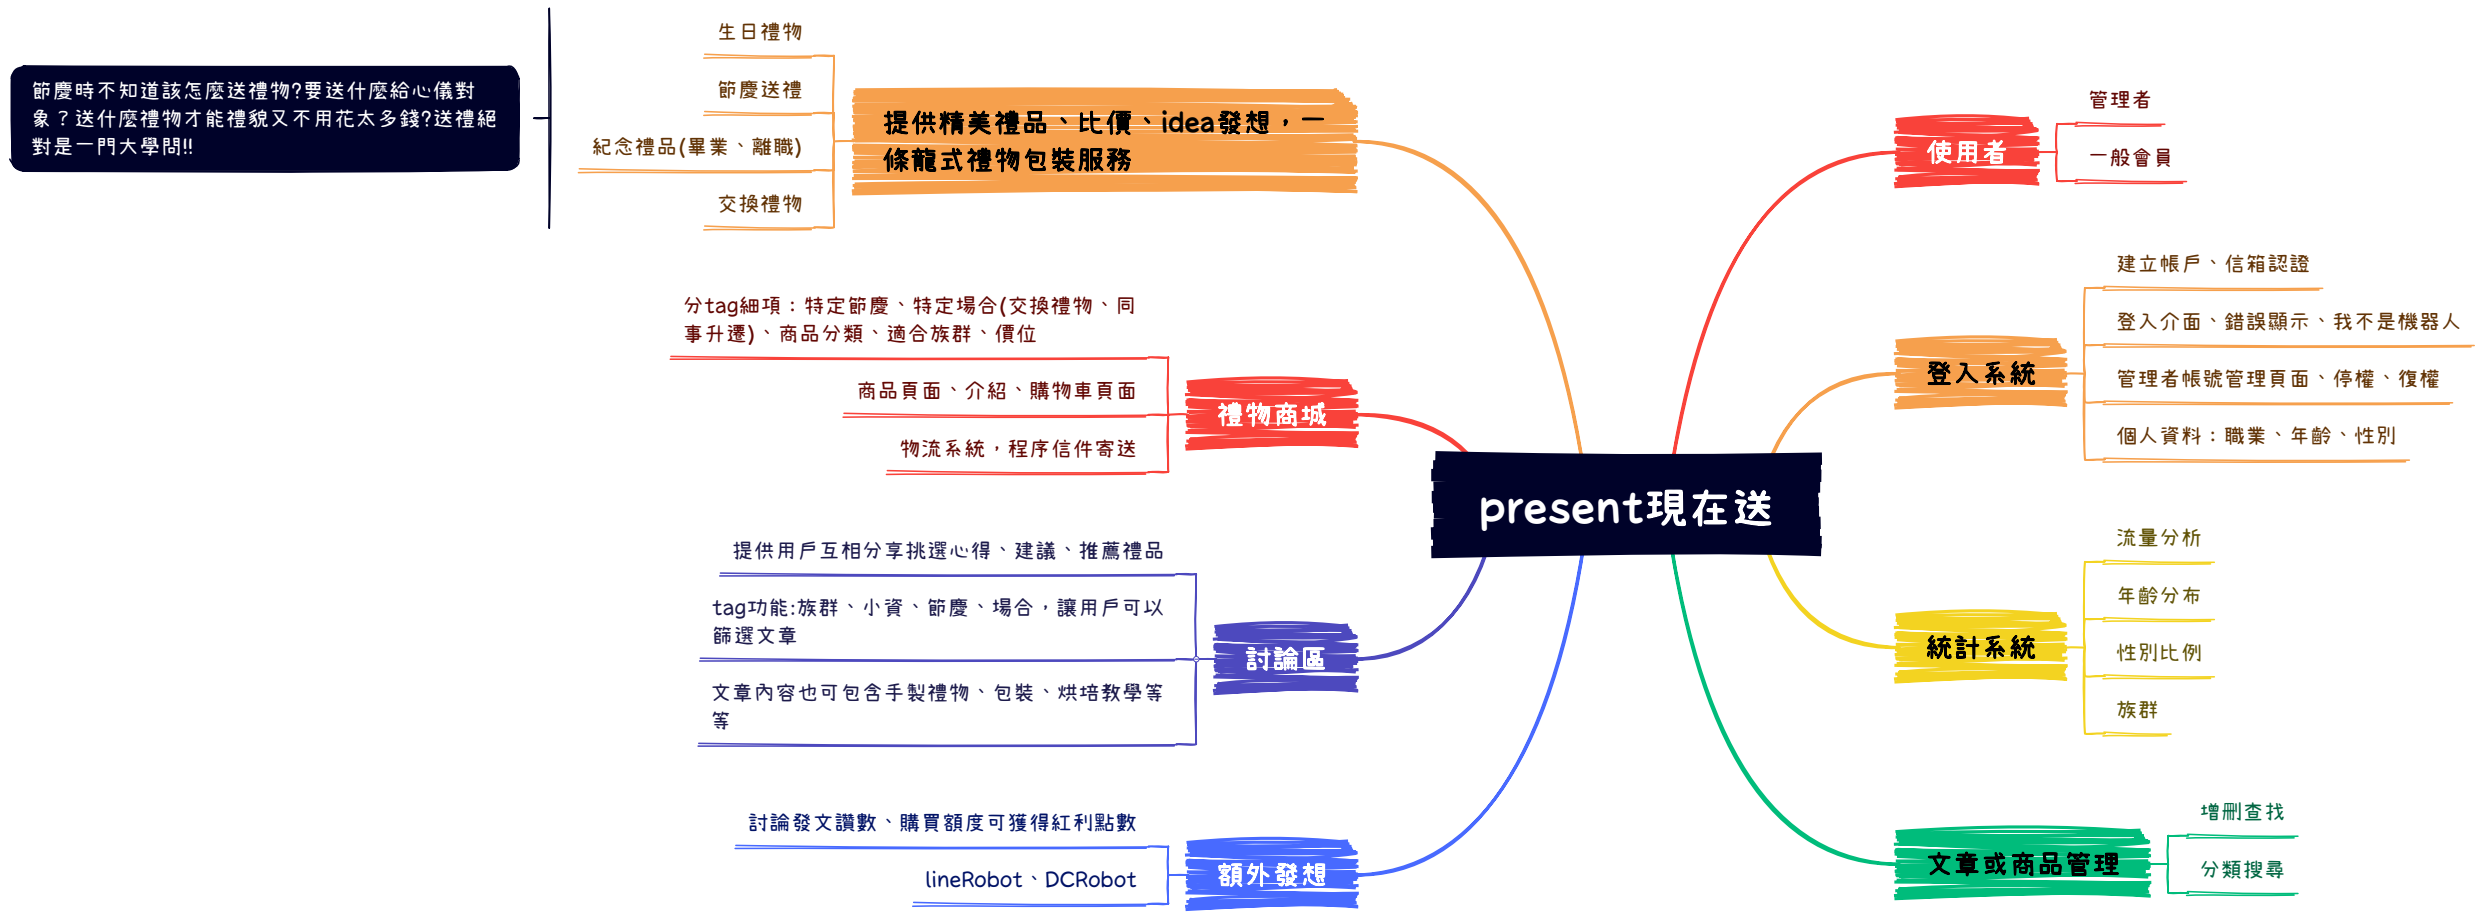 present現在送
使用者
管理者
一般會員
登入系統
建立帳戶、信箱認證
登入介面、錯誤顯示、我不是機器人
管理者帳號管理頁面、停權、復權
個人資料：職業、年齡、性別
統計系統
流量分析
年齡分布
性別比例
族群
文章或商品管理
增刪查找
分類搜尋
提供精美禮品、比價、idea發想，一
條龍式禮物包裝服務
生日禮物
節慶送禮
紀念禮品(畢業、離職)
交換禮物
節慶時不知道該怎麼送禮物?要送什麼給心儀對
象？送什麼禮物才能禮貌又不用花太多錢?送禮絕
對是一門大學問!!
禮物商城
分tag細項：特定節慶、特定場合(交換禮物、同
事升遷)、商品分類、適合族群、價位
商品頁面、介紹、購物車頁面
物流系統，程序信件寄送
討論區
提供用戶互相分享挑選心得、建議、推薦禮品
tag功能:族群、小資、節慶、場合，讓用戶可以
篩選文章
文章內容也可包含手製禮物、包裝、烘培教學等
等
額外發想
討論發文讚數、購買額度可獲得紅利點數
lineRobot、DCRobot